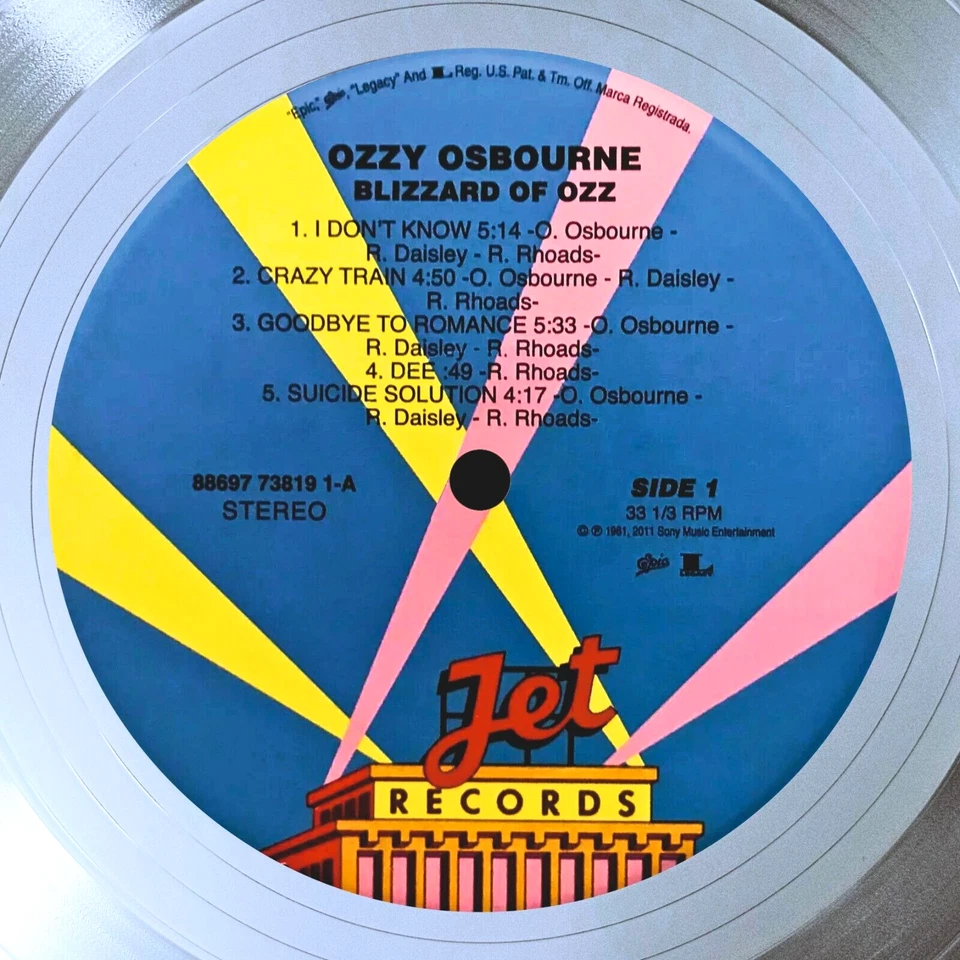 "Epic," Epic, "Legacy" And L Reg. U.S. Pat. & Tm. Off. Marca Registrada.
OZZY OSBOURNE
BLIZZARD OF OZZ
1. I DON'T KNOW 5:14 -O. Osbourne -
R. Daisley - R. Rhoads-
2. CRAZY TRAIN 4:50 -O. Osbourne - R. Daisley -
R. Rhoads-
3. GOODBYE TO ROMANCE 5:33 -O. Osbourne -
R. Daisley - R. Rhoads-
4. DEE :49 -R. Rhoads-
5. SUICIDE SOLUTION 4:17 -O. Osbourne -
R. Daisley - R. Rhoads-
88697 73819 1-A
STEREO
SIDE 1
33 1/3 RPM
© ℗ 1981, 2011 Sony Music Entertainment
Epic L LEGACY
Jet
RECORDS